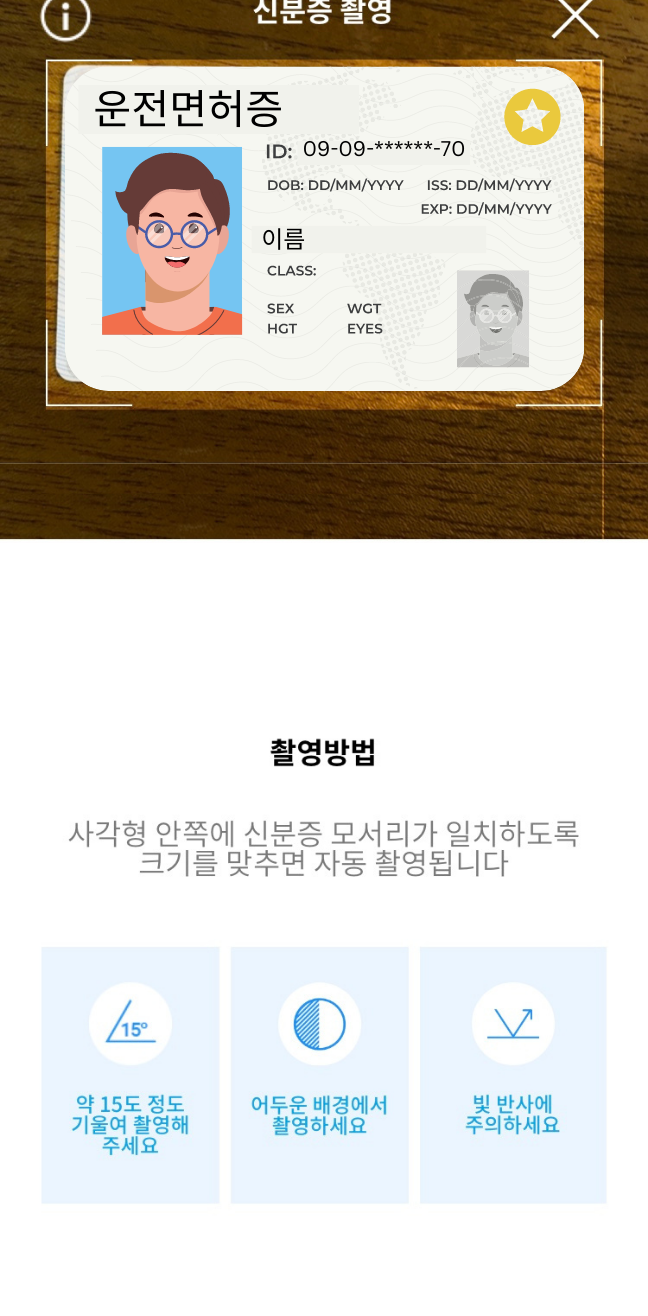 신분증 촬영
운전면허증
ID: 09-09-******-70
DOB: DD/MM/YYYY ISS: DD/MM/YYYY
EXP: DD/MM/YYYY
이름
CLASS:
SEX WGT
HGT EYES
촬영방법
사각형 안쪽에 신분증 모서리가 일치하도록
크기를 맞추면 자동 촬영됩니다
15°
약 15도 정도
기울여 촬영해
주세요
어두운 배경에서
촬영하세요
빛 반사에
주의하세요